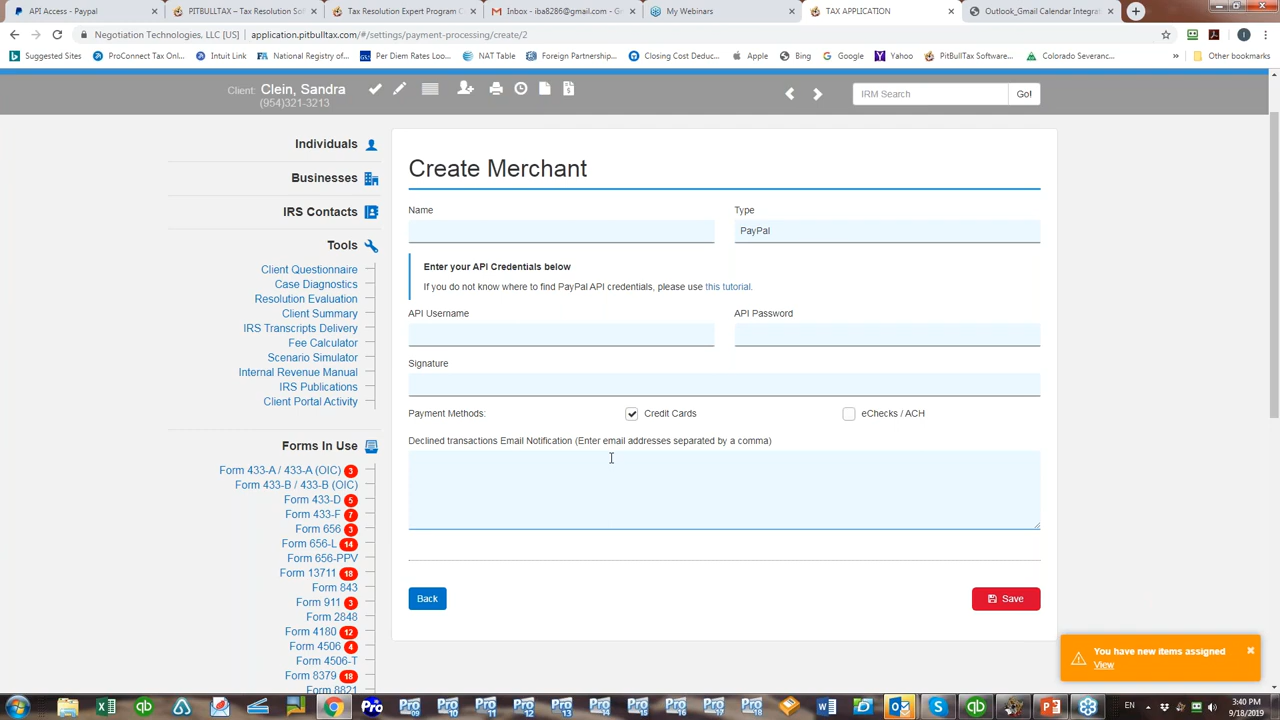 API Access - Paypal
PITBULLTAX – Tax Resolution Sof
Tax Resolution Expert Program C
Inbox - iba8286@gmail.com - G
My Webinars
TAX APPLICATION
Outlook_Gmail Calendar Integrat
Negotiation Technologies, LLC [US]
application.pitbulltax.com/#/settings/payment-processing/create/2
Suggested Sites
ProConnect Tax Onl...
Intuit Link
National Registry of...
Per Diem Rates Loo...
NAT Table
Foreign Partnership...
Closing Cost Deduc...
Apple
Bing
Google
Yahoo
PitBullTax Software...
Colorado Severanc...
»
Other bookmarks
Client: Clein, Sandra
(954)321-3213
IRM Search
Go!
Individuals
Businesses
IRS Contacts
Tools
Client Questionnaire
Case Diagnostics
Resolution Evaluation
Client Summary
IRS Transcripts Delivery
Fee Calculator
Scenario Simulator
Internal Revenue Manual
IRS Publications
Client Portal Activity
Forms In Use
Form 433-A / 433-A (OIC) 3
Form 433-B / 433-B (OIC)
Form 433-D 5
Form 433-F 7
Form 656 3
Form 656-L 14
Form 656-PPV
Form 13711 18
Form 843
Form 911 3
Form 2848
Form 4180 12
Form 4506 4
Form 4506-T
Form 8379 18
Form 8821
Create Merchant
Name
Type
PayPal
Enter your API Credentials below
If you do not know where to find PayPal API credentials, please use this tutorial.
API Username
API Password
Signature
Payment Methods:
Credit Cards
eChecks / ACH
Declined transactions Email Notification (Enter email addresses separated by a comma)
Back
Save
You have new items assigned
View
EN
3:40 PM
9/18/2019